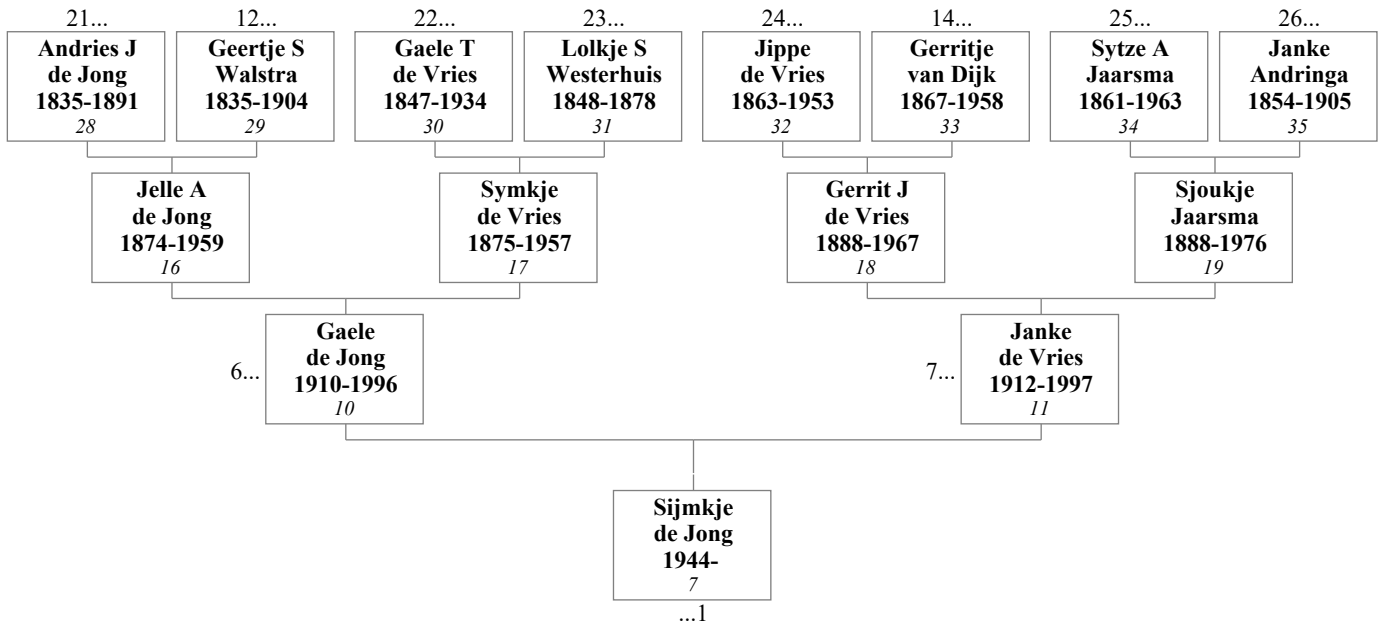 21...
12...
22...
23...
24...
14...
25...
26...
Andries J
de Jong
1835-1891
28
Geertje S
Walstra
1835-1904
29
Gaele T
de Vries
1847-1934
30
Lolkje S
Westerhuis
1848-1878
31
Jippe
de Vries
1863-1953
32
Gerritje
van Dijk
1867-1958
33
Sytze A
Jaarsma
1861-1963
34
Janke
Andringa
1854-1905
35
Jelle A
de Jong
1874-1959
16
Symkje
de Vries
1875-1957
17
Gerrit J
de Vries
1888-1967
18
Sjoukje
Jaarsma
1888-1976
19
6...
Gaele
de Jong
1910-1996
10
7...
Janke
de Vries
1912-1997
11
Sijmkje
de Jong
1944-
7
...1